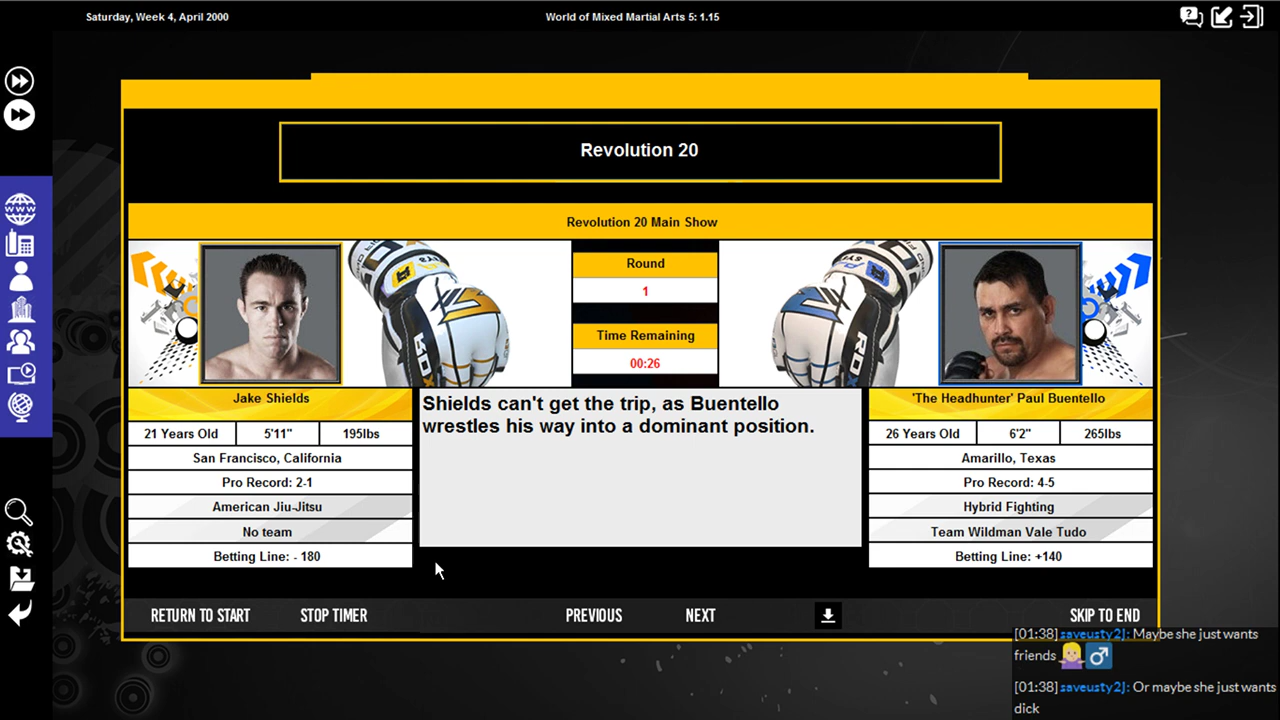 Saturday, Week 4, April 2000
World of Mixed Martial Arts 5: 1.15
Revolution 20
Revolution 20 Main Show
Round
1
Time Remaining
00:26
RDX
RDX
Jake Shields
21 Years Old
5'11"
195lbs
San Francisco, California
Pro Record: 2-1
American Jiu-Jitsu
No team
Betting Line: - 180
Shields can't get the trip, as Buentello
wrestles his way into a dominant position.
'The Headhunter' Paul Buentello
26 Years Old
6'2"
265lbs
Amarillo, Texas
Pro Record: 4-5
Hybrid Fighting
Team Wildman Vale Tudo
Betting Line: +140
RETURN TO START
STOP TIMER
PREVIOUS
NEXT
SKIP TO END
[01:38] saveusty2J: Maybe she just wants
friends
[01:38] saveusty2J: Or maybe she just wants
dick